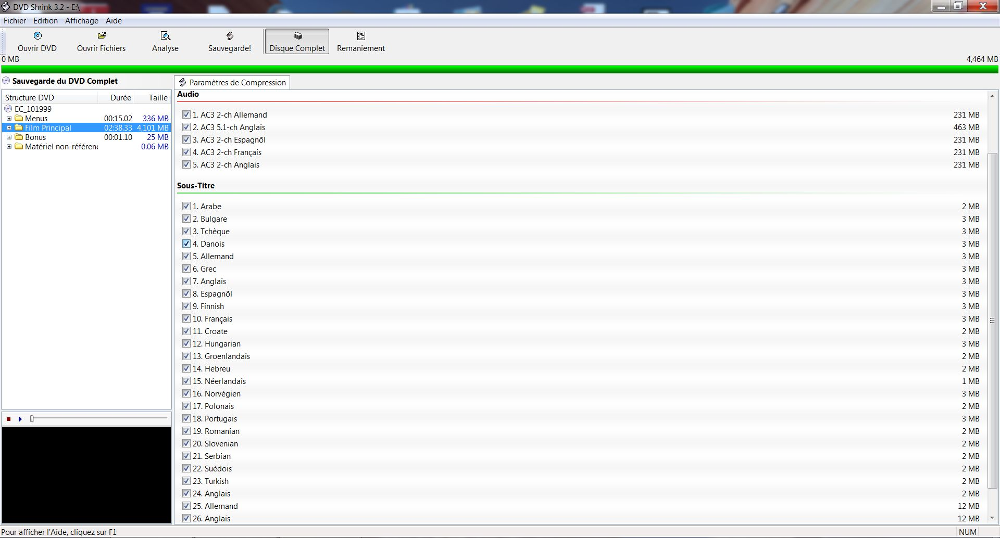 DVD Shrink 3.2 - E:\
Fichier Edition Affichage Aide
Ouvrir DVD Ouvrir Fichiers Analyse Sauvegarde! Disque Complet Remaniement
0 MB 4,464 MB
Sauvegarde du DVD Complet
Structure DVD Durée Taille
EC_101999
Menus 00:15.02 336 MB
Film Principal 02:38.33 4,101 MB
Bonus 00:01.10 25 MB
Matériel non-référen 0.06 MB
Paramètres de Compression
Audio
1. AC3 2-ch Allemand 231 MB
2. AC3 5.1-ch Anglais 463 MB
3. AC3 2-ch Espagnõl 231 MB
4. AC3 2-ch Français 231 MB
5. AC3 2-ch Anglais 231 MB
Sous-Titre
1. Arabe 2 MB
2. Bulgare 3 MB
3. Tchèque 3 MB
4. Danois 3 MB
5. Allemand 3 MB
6. Grec 3 MB
7. Anglais 3 MB
8. Espagnõl 3 MB
9. Finnish 3 MB
10. Français 3 MB
11. Croate 2 MB
12. Hungarian 3 MB
13. Groenlandais 2 MB
14. Hebreu 2 MB
15. Néerlandais 1 MB
16. Norvégien 3 MB
17. Polonais 2 MB
18. Portugais 3 MB
19. Romanian 2 MB
20. Slovenian 2 MB
21. Serbian 2 MB
22. Suèdois 2 MB
23. Turkish 2 MB
24. Anglais 2 MB
25. Allemand 12 MB
26. Anglais 12 MB
Pour afficher l'Aide, cliquez sur F1 NUM